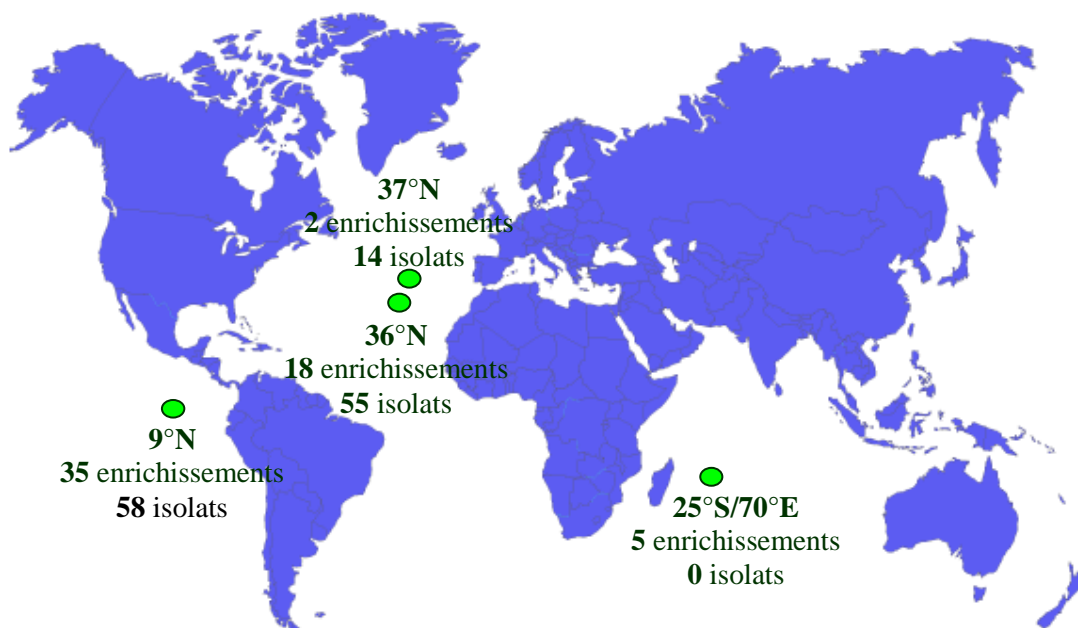 37°N
2 enrichissements
14 isolats
36°N
18 enrichissements
55 isolats
9°N
35 enrichissements
58 isolats
25°S/70°E
5 enrichissements
0 isolats